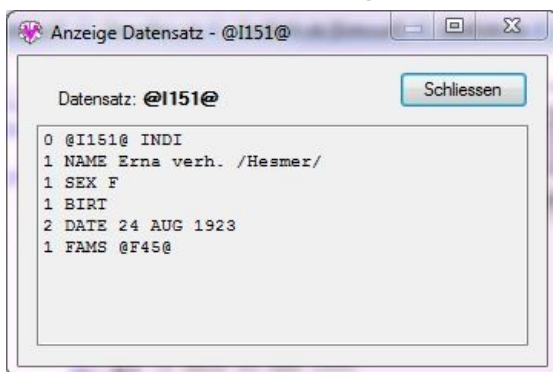 Anzeige Datensatz - @I151@
Datensatz: @I151@
Schliessen
0 @I151@ INDI
1 NAME Erna verh. /Hesmer/
1 SEX F
1 BIRT
2 DATE 24 AUG 1923
1 FAMS @F45@